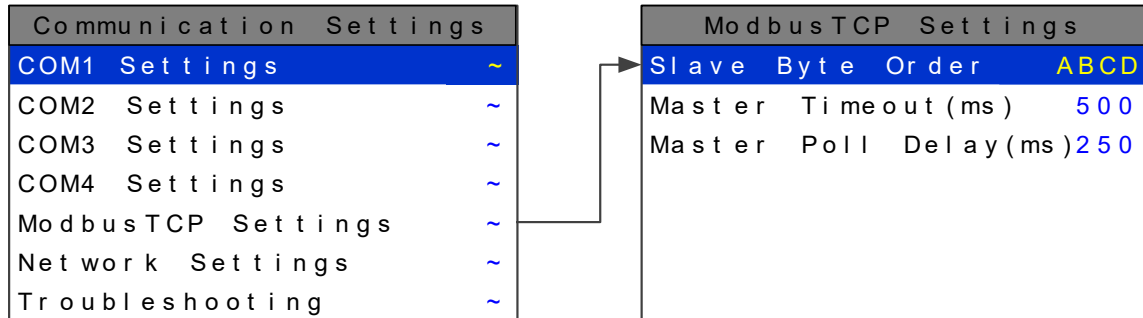 Communication Settings
COM1 Settings ~
COM2 Settings ~
COM3 Settings ~
COM4 Settings ~
ModbusTCP Settings ~
Network Settings ~
Troubleshooting ~
ModbusTCP Settings
Slave Byte Order ABCD
Master Timeout(ms) 500
Master Poll Delay(ms)250